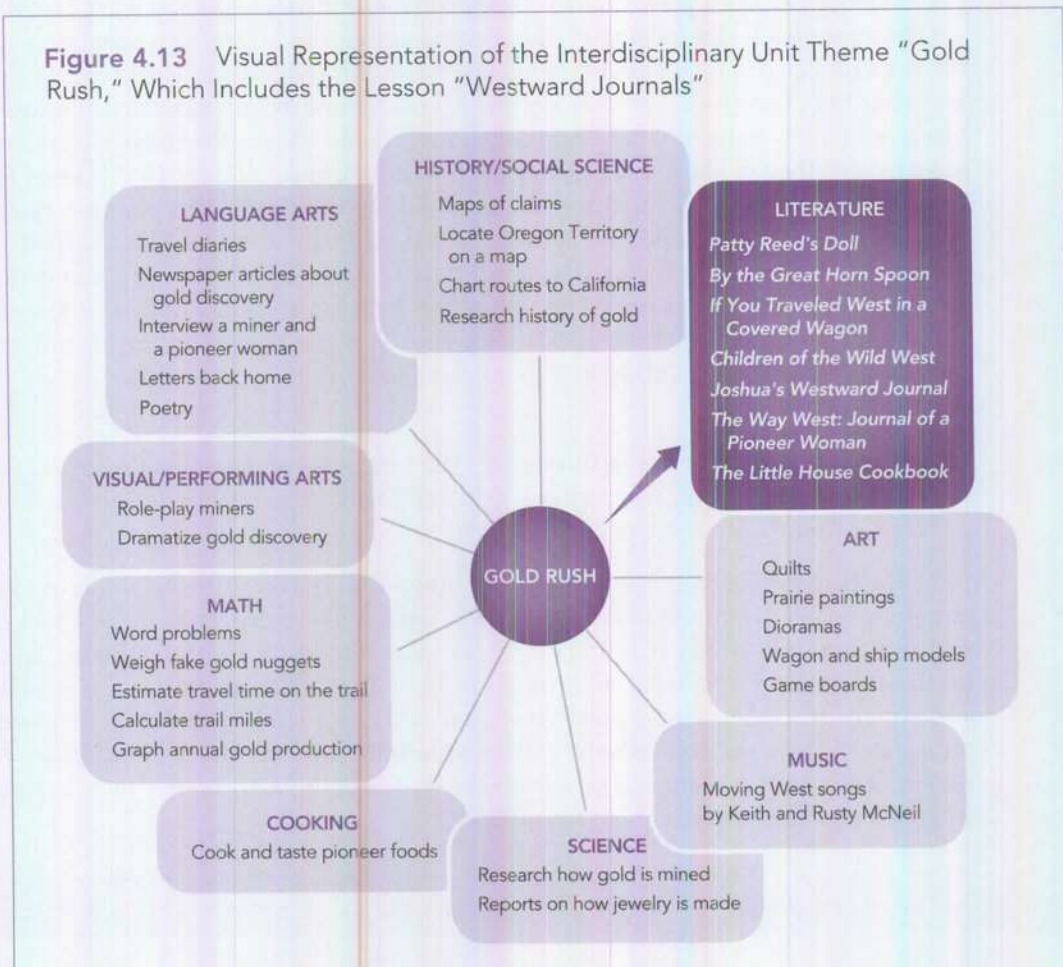 Figure 4.13 Visual Representation of the Interdisciplinary Unit Theme "Gold
Rush," Which Includes the Lesson "Westward Journals"
HISTORY/SOCIAL SCIENCE
Maps of claims
Locate Oregon Territory
on a map
Chart routes to California
Research history of gold
LANGUAGE ARTS
Travel diaries
Newspaper articles about
gold discovery
Interview a miner and
a pioneer woman
Letters back home
Poetry
LITERATURE
Patty Reed's Doll
By the Great Horn Spoon
If You Traveled West in a
Covered Wagon
Children of the Wild West
Joshua's Westward Journal
The Way West: Journal of a
Pioneer Woman
The Little House Cookbook
VISUAL/PERFORMING ARTS
Role-play miners
Dramatize gold discovery
GOLD RUSH
ART
Quilts
Prairie paintings
Dioramas
Wagon and ship models
Game boards
MATH
Word problems
Weigh fake gold nuggets
Estimate travel time on the trail
Calculate trail miles
Graph annual gold production
MUSIC
Moving West songs
by Keith and Rusty McNeil
COOKING
Cook and taste pioneer foods
SCIENCE
Research how gold is mined
Reports on how jewelry is made